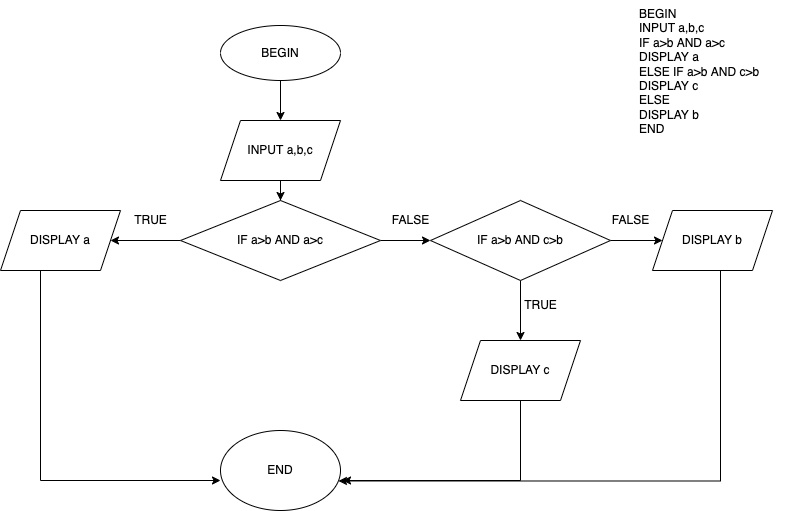 BEGIN
INPUT a,b,c
IF a>b AND a>c
DISPLAY a
ELSE IF a>b AND c>b
DISPLAY c
ELSE
DISPLAY b
END
BEGIN
INPUT a,b,c
TRUE
FALSE
FALSE
DISPLAY a
IF a>b AND a>c
IF a>b AND c>b
DISPLAY b
TRUE
DISPLAY c
END